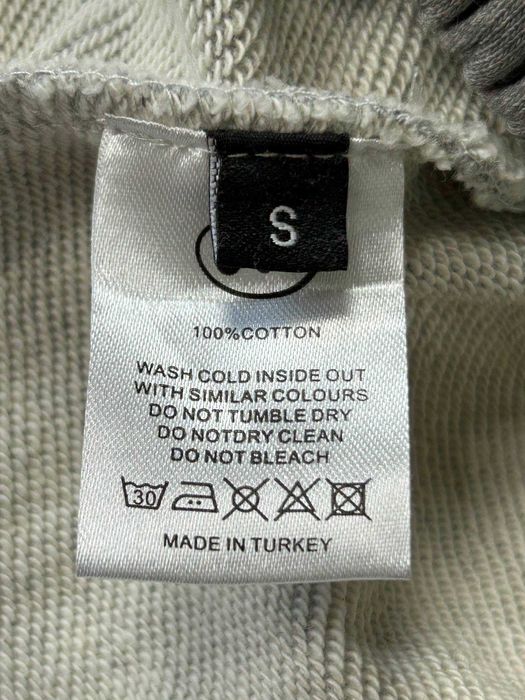 S
100%COTTON
WASH COLD INSIDE OUT
WITH SIMILAR COLOURS
DO NOT TUMBLE DRY
DO NOTDRY CLEAN
DO NOT BLEACH
30
MADE IN TURKEY